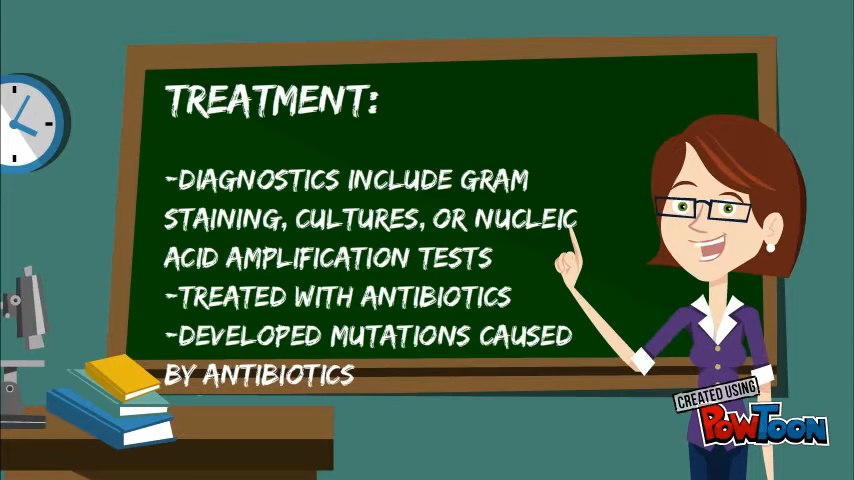 TREATMENT:
-DIAGNOSTICS INCLUDE GRAM
STAINING, CULTURES, OR NUCLEIC
ACID AMPLIFICATION TESTS
-TREATED WITH ANTIBIOTICS
-DEVELOPED MUTATIONS CAUSED
BY ANTIBIOTICS
CREATED USING
POWTOON